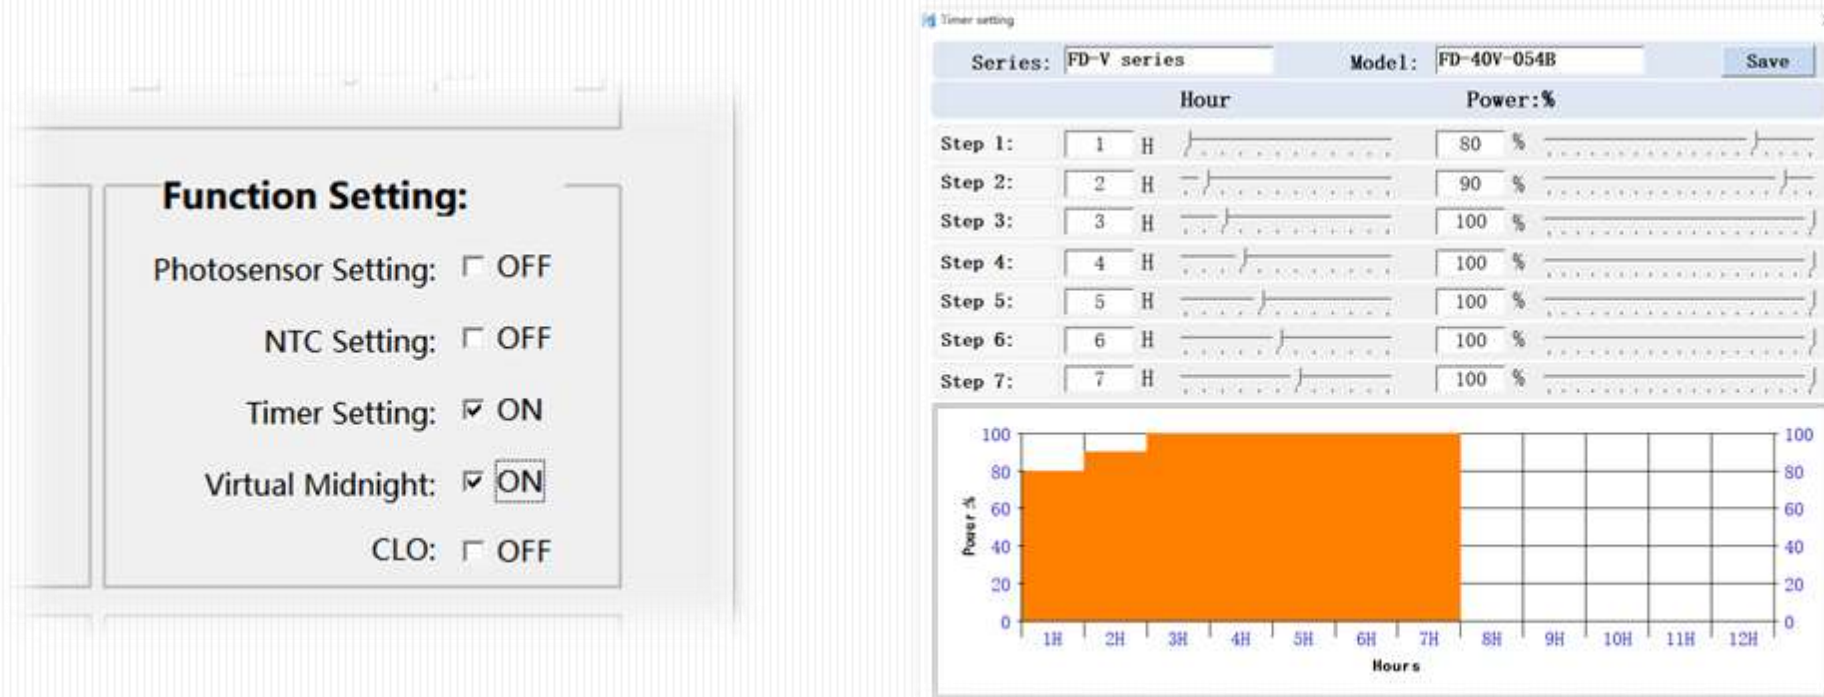 Function Setting:
Photosensor Setting: OFF
NTC Setting: OFF
Timer Setting: ON
Virtual Midnight: ON
CLO: OFF
Timer setting
Series: FD-V series Model: FD-40V-054B Save
Hour Power:%
Step 1: 1 H 80 %
Step 2: 2 H 90 %
Step 3: 3 H 100 %
Step 4: 4 H 100 %
Step 5: 5 H 100 %
Step 6: 6 H 100 %
Step 7: 7 H 100 %
100 100
80 80
60 60
40 40
20 20
0 0
Power:%
1H 2H 3H 4H 5H 6H 7H 8H 9H 10H 11H 12H
Hours